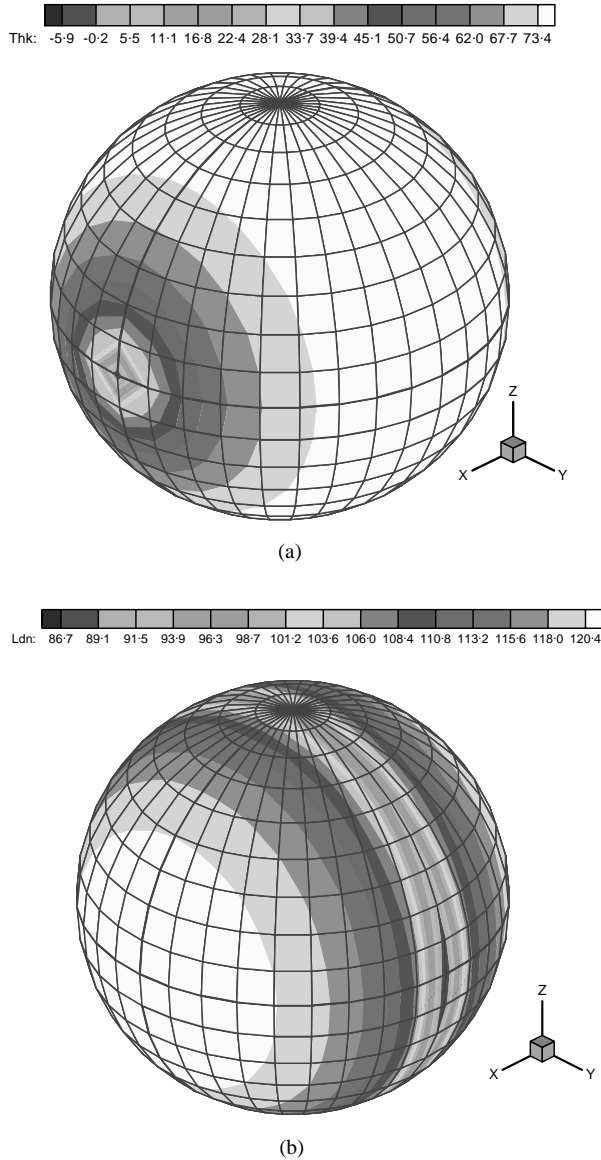 Thk: -5·9 -0·2 5·5 11·1 16·8 22·4 28·1 33·7 39·4 45·1 50·7 56·4 62·0 67·7 73·4
Z
X Y
(a)
Ldn: 86·7 89·1 91·5 93·9 96·3 98·7 101·2 103·6 106·0 108·4 110·8 113·2 115·6 118·0 120·4
Z
X Y
(b)